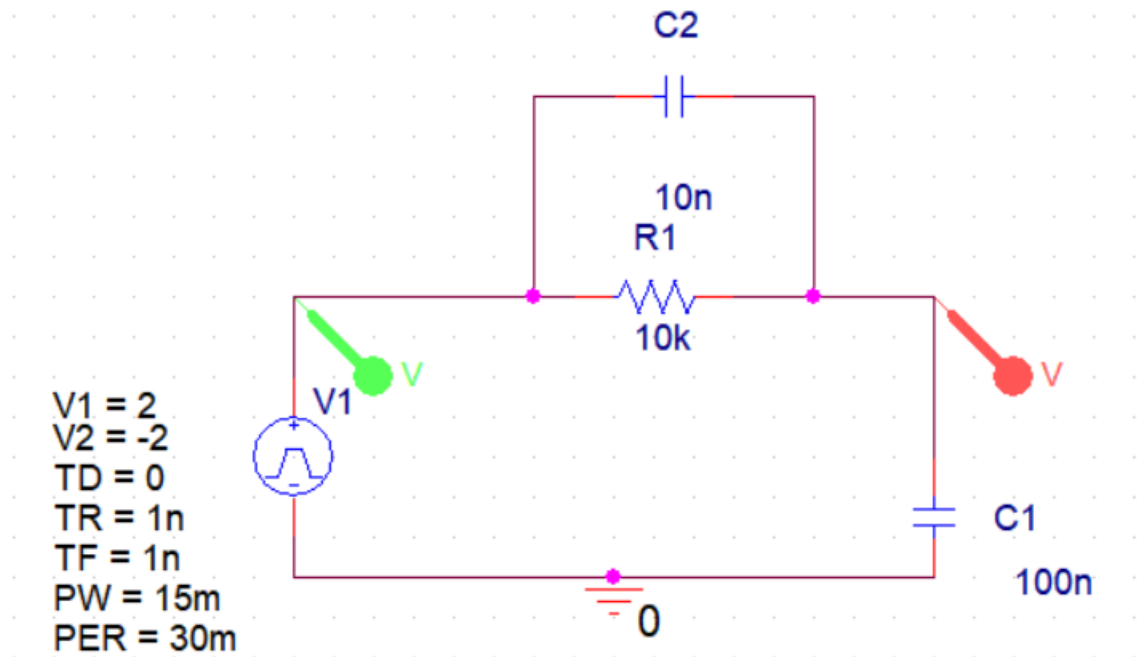 C2
10n
R1
10k
V
V
V1
V1 = 2
V2 = -2
TD = 0
TR = 1n
TF = 1n
PW = 15m
PER = 30m
C1
100n
0